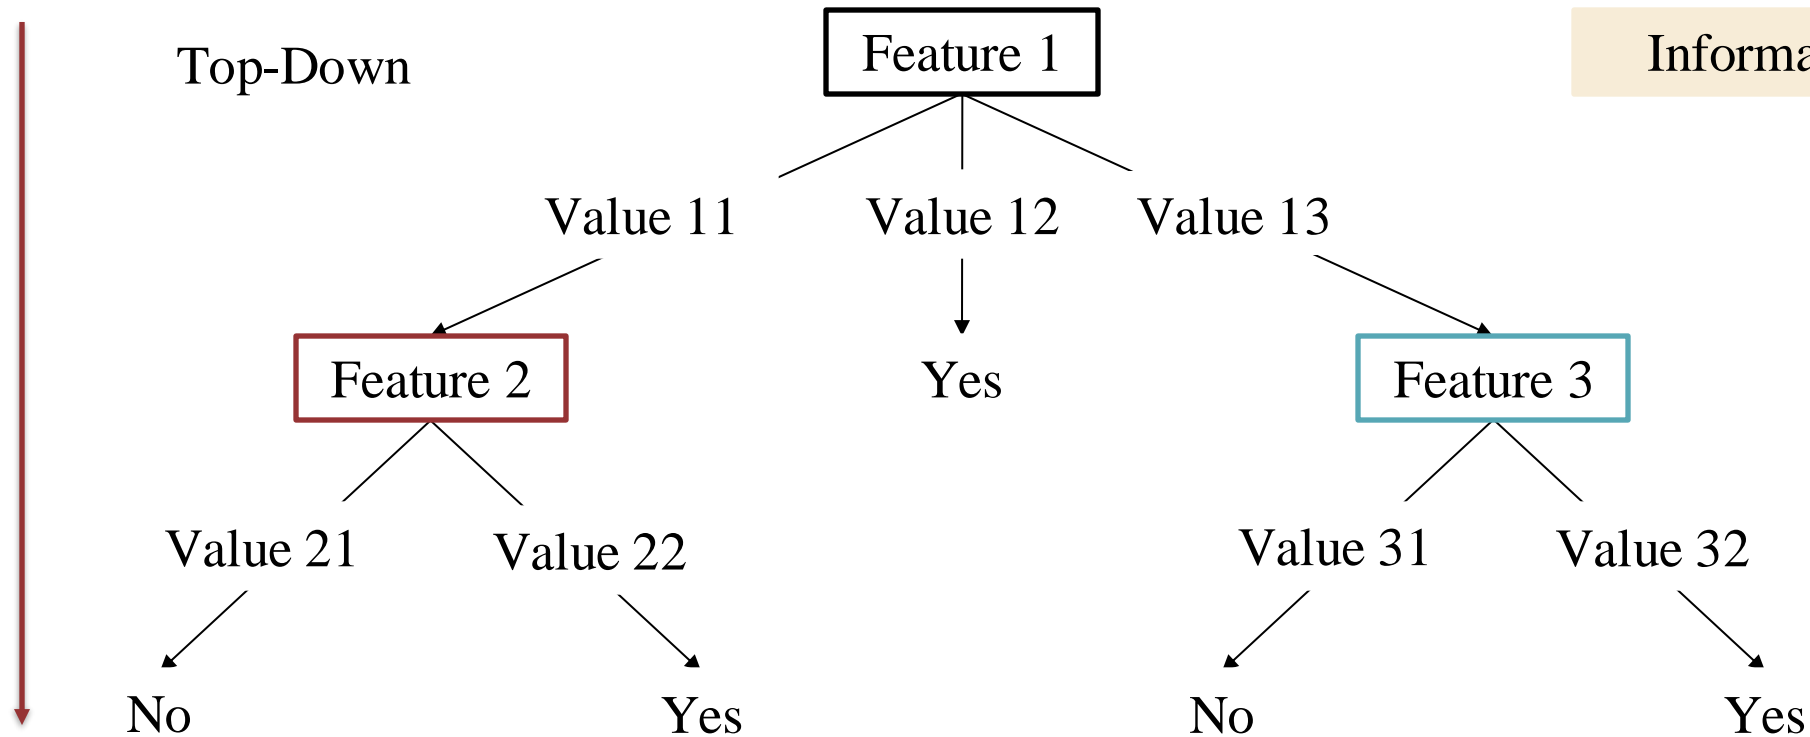 Top-Down
Feature 1
Informa
Value 11
Value 12
Value 13
Feature 2
Yes
Feature 3
Value 21
Value 22
Value 31
Value 32
No
Yes
No
Yes